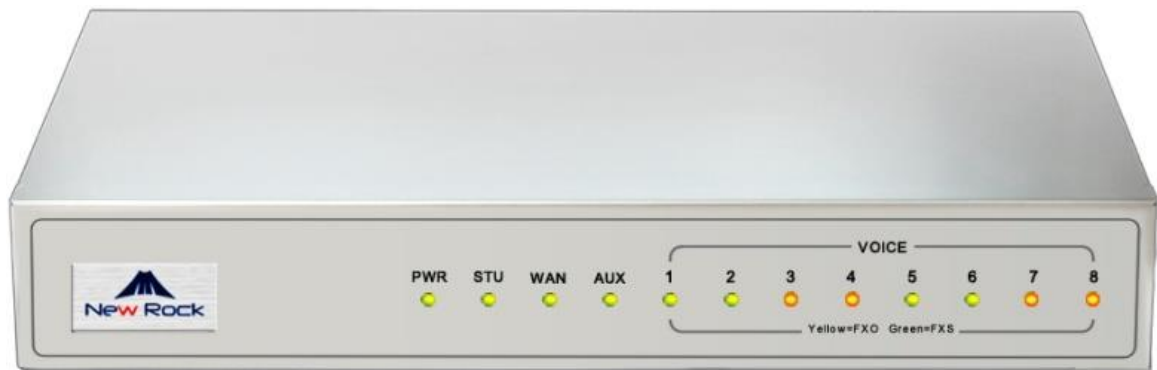 VOICE
PWR STU WAN AUX 1 2 3 4 5 6 7 8
New Rock
Yellow=FXO Green=FXS